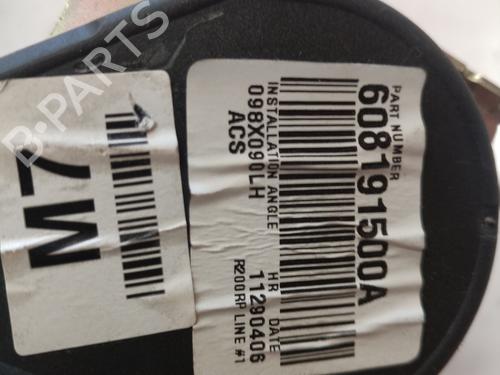 PART NUMBER
608191500A
INSTALLATION ANGLE
098X090LH
ACS
HR DATE
11290406
R200RP LINE #1
M7
B-PARTS